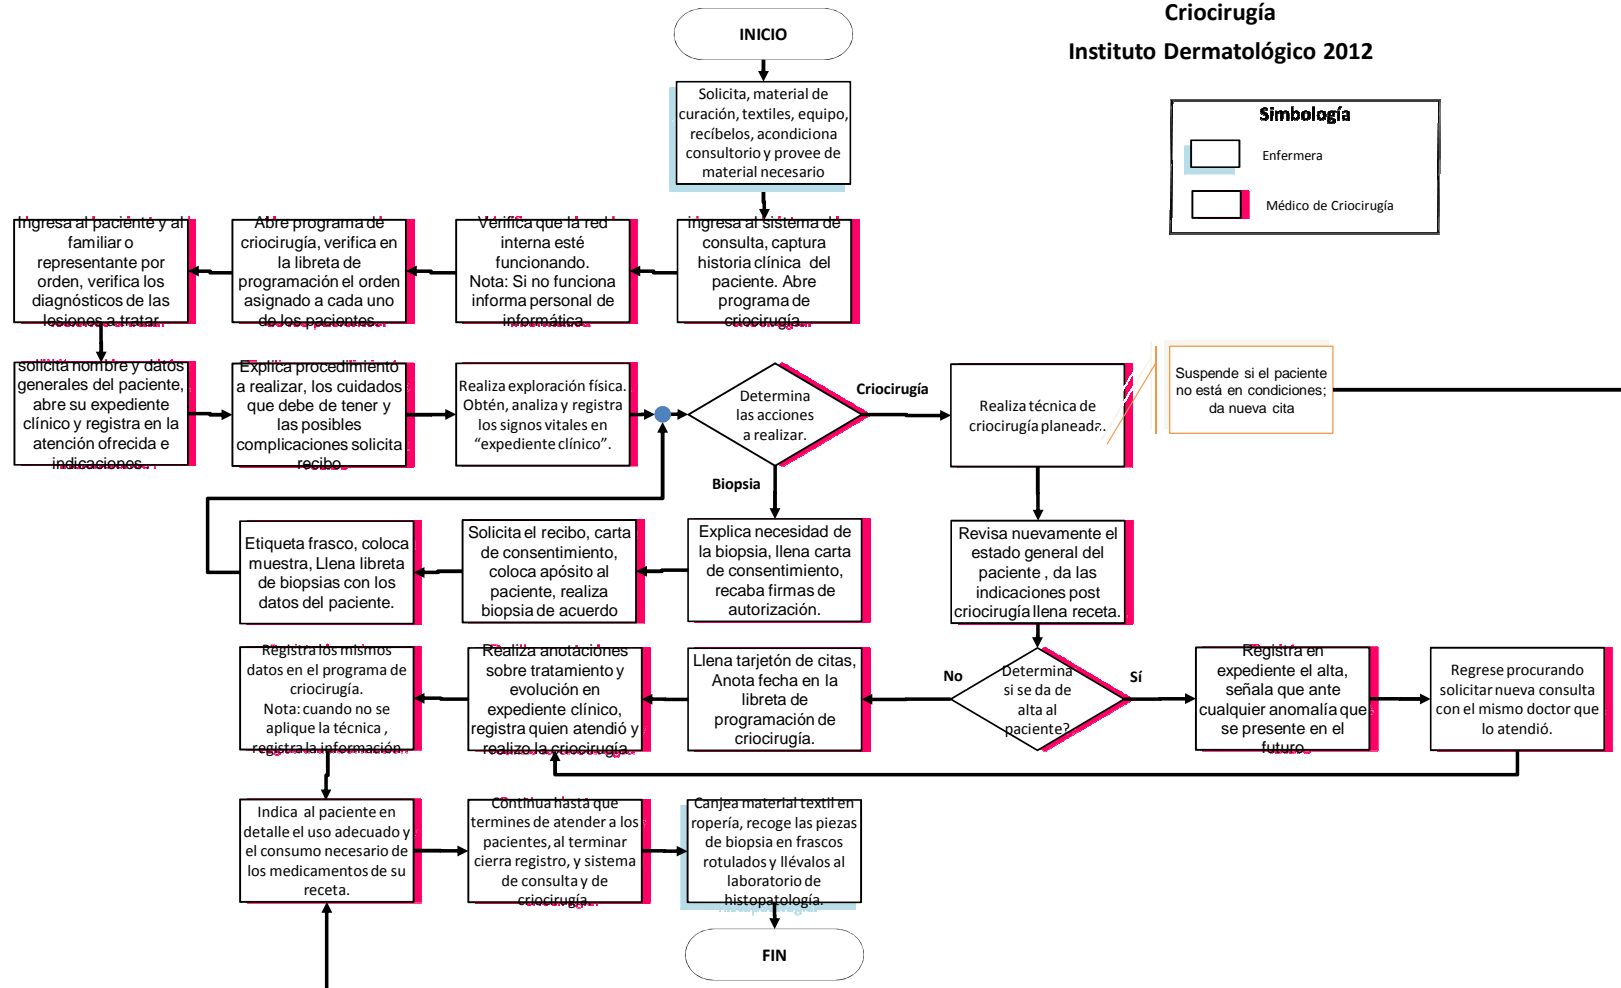 Criocirugía
Instituto Dermatológico 2012
INICIO
Solicita, material de
curación, textiles, equipo,
recíbelos, acondiciona
consultorio y provee de
material necesario
Simbología
Enfermera
Médico de Criocirugía
Ingresa al paciente y al
familiar o
representante por
orden, verifica los
diagnósticos de las
lesiones a tratar
Abre programa de
criocirugía, verifica en
la libreta de
programación el orden
asignado a cada uno
de los pacientes.
Verifica que la red
interna esté
funcionando.
Nota: Si no funciona
informa personal de
informática.
ingresa al sistema de
consulta, captura
historia clínica del
paciente. Abre
programa de
criocirugía.
solicita nombre y datos
generales del paciente,
abre su expediente
clínico y registra en la
atención ofrecida e
indicaciones.
Explica procedimiento
a realizar, los cuidados
que debe de tener y
las posibles
complicaciones solicita
recibo.
Realiza exploración física.
Obtén, analiza y registra
los signos vitales en
“expediente clínico”.
Determina
las acciones
a realizar.
Criocirugía
Biopsia
Realiza técnica de
criocirugía planeada.
Suspende si el paciente
no está en condiciones;
da nueva cita
Etiqueta frasco, coloca
muestra, Llena libreta
de biopsias con los
datos del paciente.
Solicita el recibo, carta
de consentimiento,
coloca apósito al
paciente, realiza
biopsia de acuerdo
Explica necesidad de
la biopsia, llena carta
de consentimiento,
recaba firmas de
autorización.
Revisa nuevamente el
estado general del
paciente , da las
indicaciones post
criocirugía llena receta.
Registra los mismos
datos en el programa de
criocirugía.
Nota: cuando no se
aplique la técnica ,
registra la información
Realiza anotaciones
sobre tratamiento y
evolución en
expediente clínico,
registra quien atendió y
realizo la criocirugía.
Llena tarjetón de citas,
Anota fecha en la
libreta de
programación de
criocirugía.
No
Determina
si se da de
alta al
paciente?
Sí
Registra en
expediente el alta,
señala que ante
cualquier anomalía que
se presente en el
futuro.
Regrese procurando
solicitar nueva consulta
con el mismo doctor que
lo atendió.
Indica al paciente en
detalle el uso adecuado y
el consumo necesario de
los medicamentos de su
receta.
Continua hasta que
termines de atender a los
pacientes, al terminar
cierra registro, y sistema
de consulta y de
criocirugía.
Canjea material textil en
ropería, recoge las piezas
de biopsia en frascos
rotulados y llévalos al
laboratorio de
histopatología.
FIN